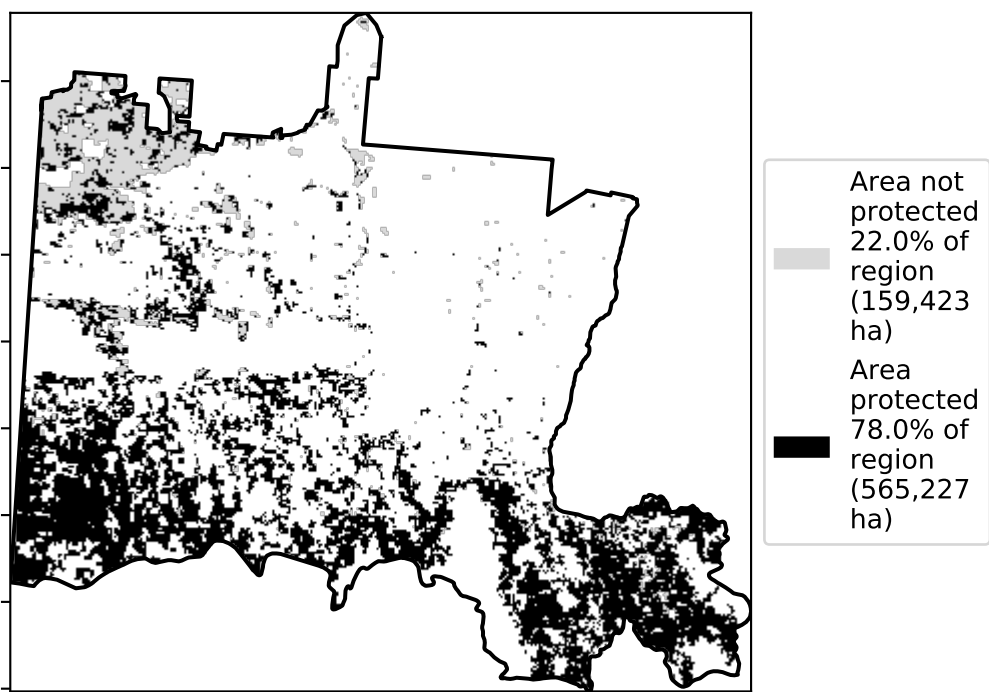 Area not
protected
22.0% of
region
(159,423
ha)
Area
protected
78.0% of
region
(565,227
ha)